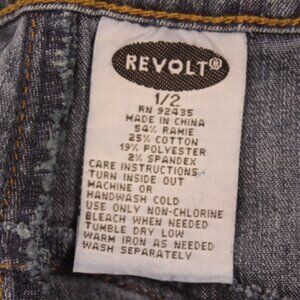 REVOLT®
1/2
RN 92435
MADE IN CHINA
54% RAMIE
25% COTTON
19% POLYESTER
2% SPANDEX
CARE INSTRUCTIONS
TURN INSIDE OUT
MACHINE OR
HANDWASH COLD
USE ONLY NON-CHLORINE
BLEACH WHEN NEEDED
TUMBLE DRY LOW
WARM IRON AS NEEDED
WASH SEPARATELY